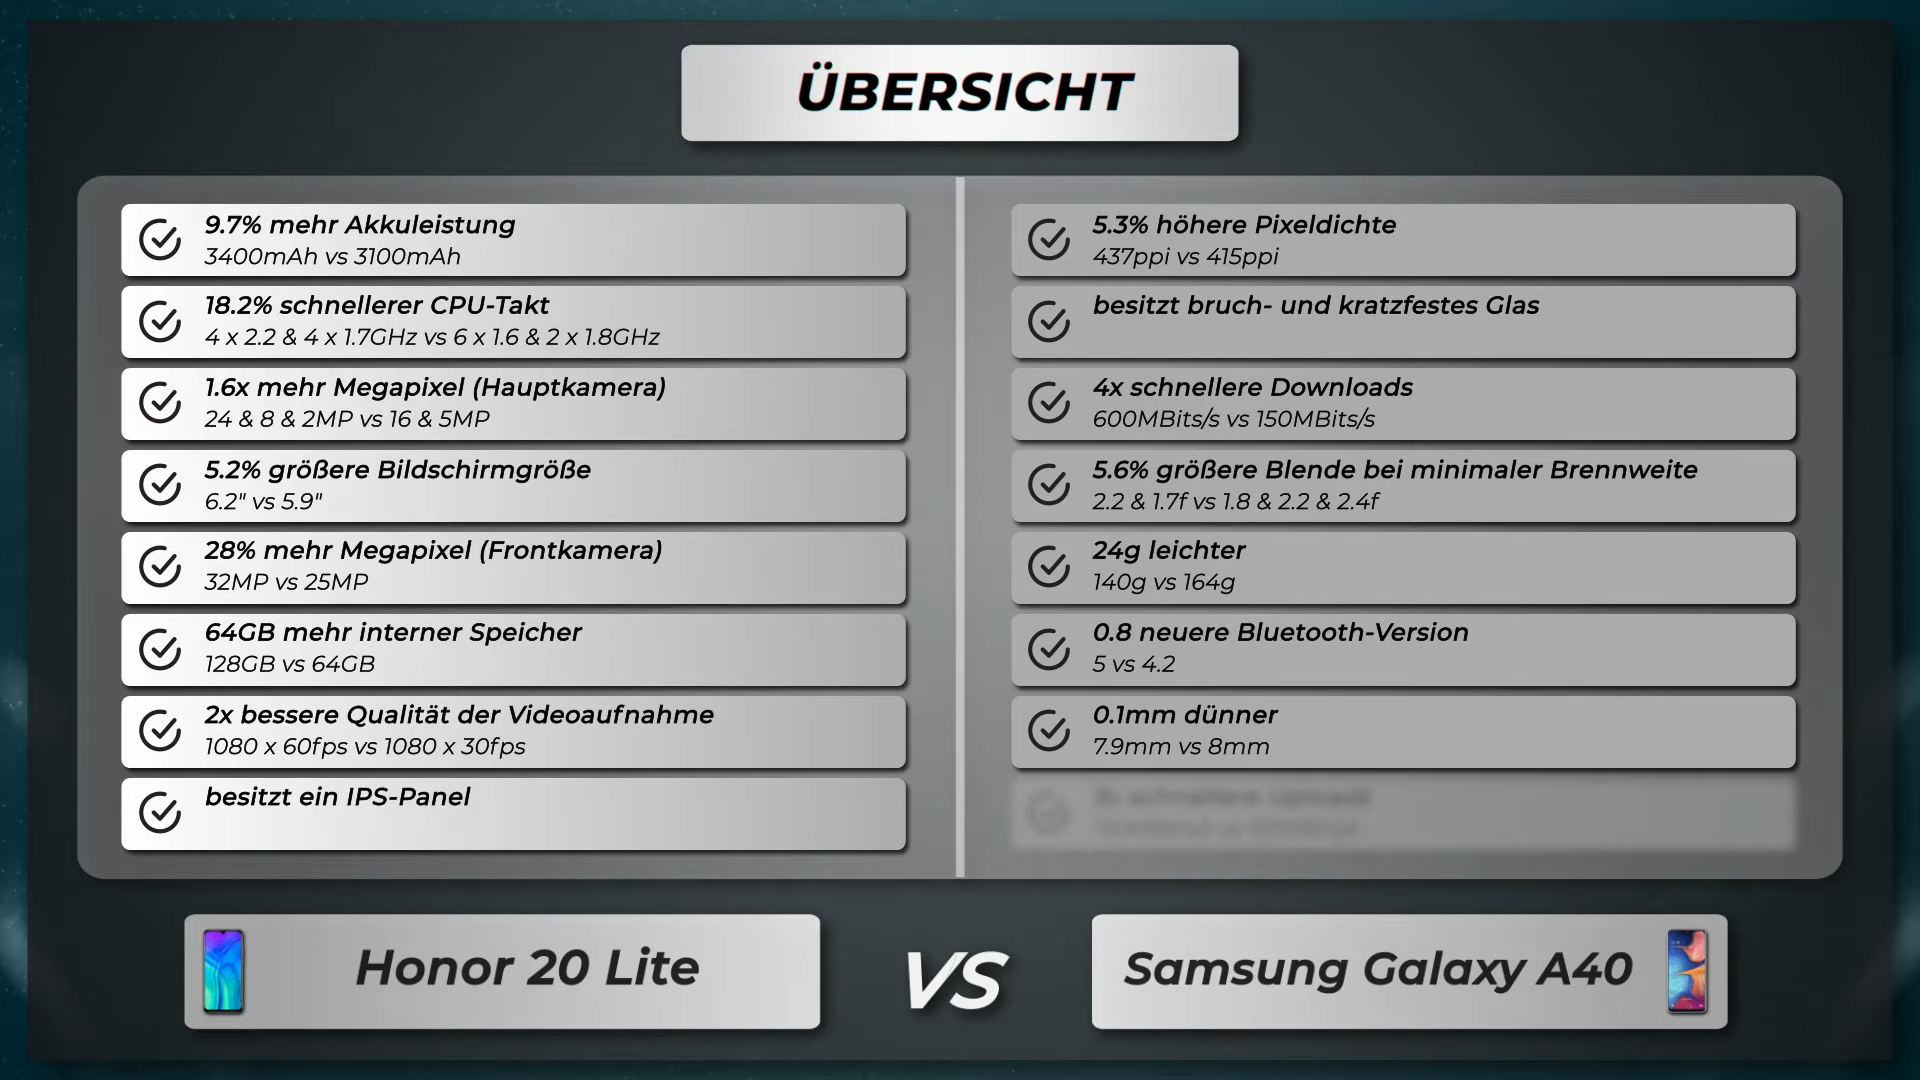 ÜBERSICHT
9.7% mehr Akkuleistung
3400mAh vs 3100mAh
18.2% schnellerer CPU-Takt
4 x 2.2 & 4 x 1.7GHz vs 6 x 1.6 & 2 x 1.8GHz
1.6x mehr Megapixel (Hauptkamera)
24 & 8 & 2MP vs 16 & 5MP
5.2% größere Bildschirmgröße
6.2" vs 5.9"
28% mehr Megapixel (Frontkamera)
32MP vs 25MP
64GB mehr interner Speicher
128GB vs 64GB
2x bessere Qualität der Videoaufnahme
1080 x 60fps vs 1080 x 30fps
besitzt ein IPS-Panel
5.3% höhere Pixeldichte
437ppi vs 415ppi
besitzt bruch- und kratzfestes Glas
4x schnellere Downloads
600MBits/s vs 150MBits/s
5.6% größere Blende bei minimaler Brennweite
2.2 & 1.7f vs 1.8 & 2.2 & 2.4f
24g leichter
140g vs 164g
0.8 neuere Bluetooth-Version
5 vs 4.2
0.1mm dünner
7.9mm vs 8mm
Honor 20 Lite
VS
Samsung Galaxy A40